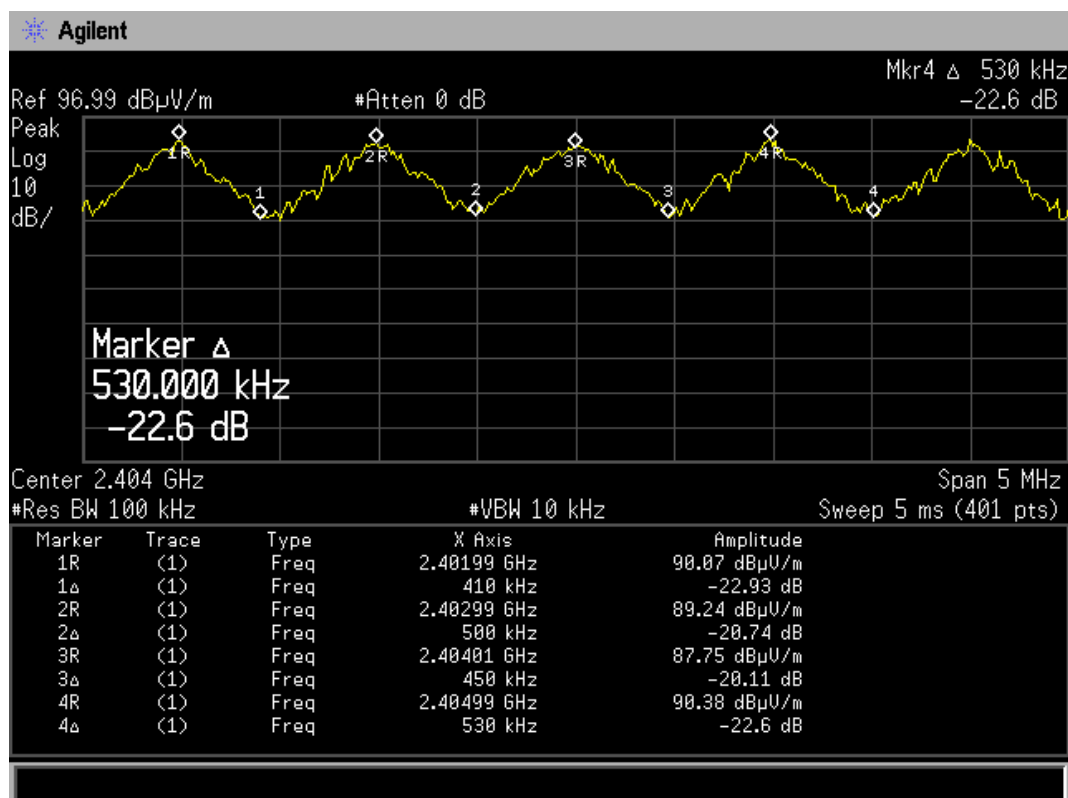 Agilent
Mkr4 Δ 530 kHz
Ref 96.99 dBµV/m #Atten 0 dB -22.6 dB
Peak
Log
10
dB/
1R 2R 3R 4R
1 2 3 4
Marker Δ
530.000 kHz
-22.6 dB
Center 2.404 GHz Span 5 MHz
#Res BW 100 kHz #VBW 10 kHz Sweep 5 ms (401 pts)
Marker Trace Type X Axis Amplitude
1R (1) Freq 2.40199 GHz 90.07 dBµV/m
1Δ (1) Freq 410 kHz -22.93 dB
2R (1) Freq 2.40299 GHz 89.24 dBµV/m
2Δ (1) Freq 500 kHz -20.74 dB
3R (1) Freq 2.40401 GHz 87.75 dBµV/m
3Δ (1) Freq 450 kHz -20.11 dB
4R (1) Freq 2.40499 GHz 90.38 dBµV/m
4Δ (1) Freq 530 kHz -22.6 dB